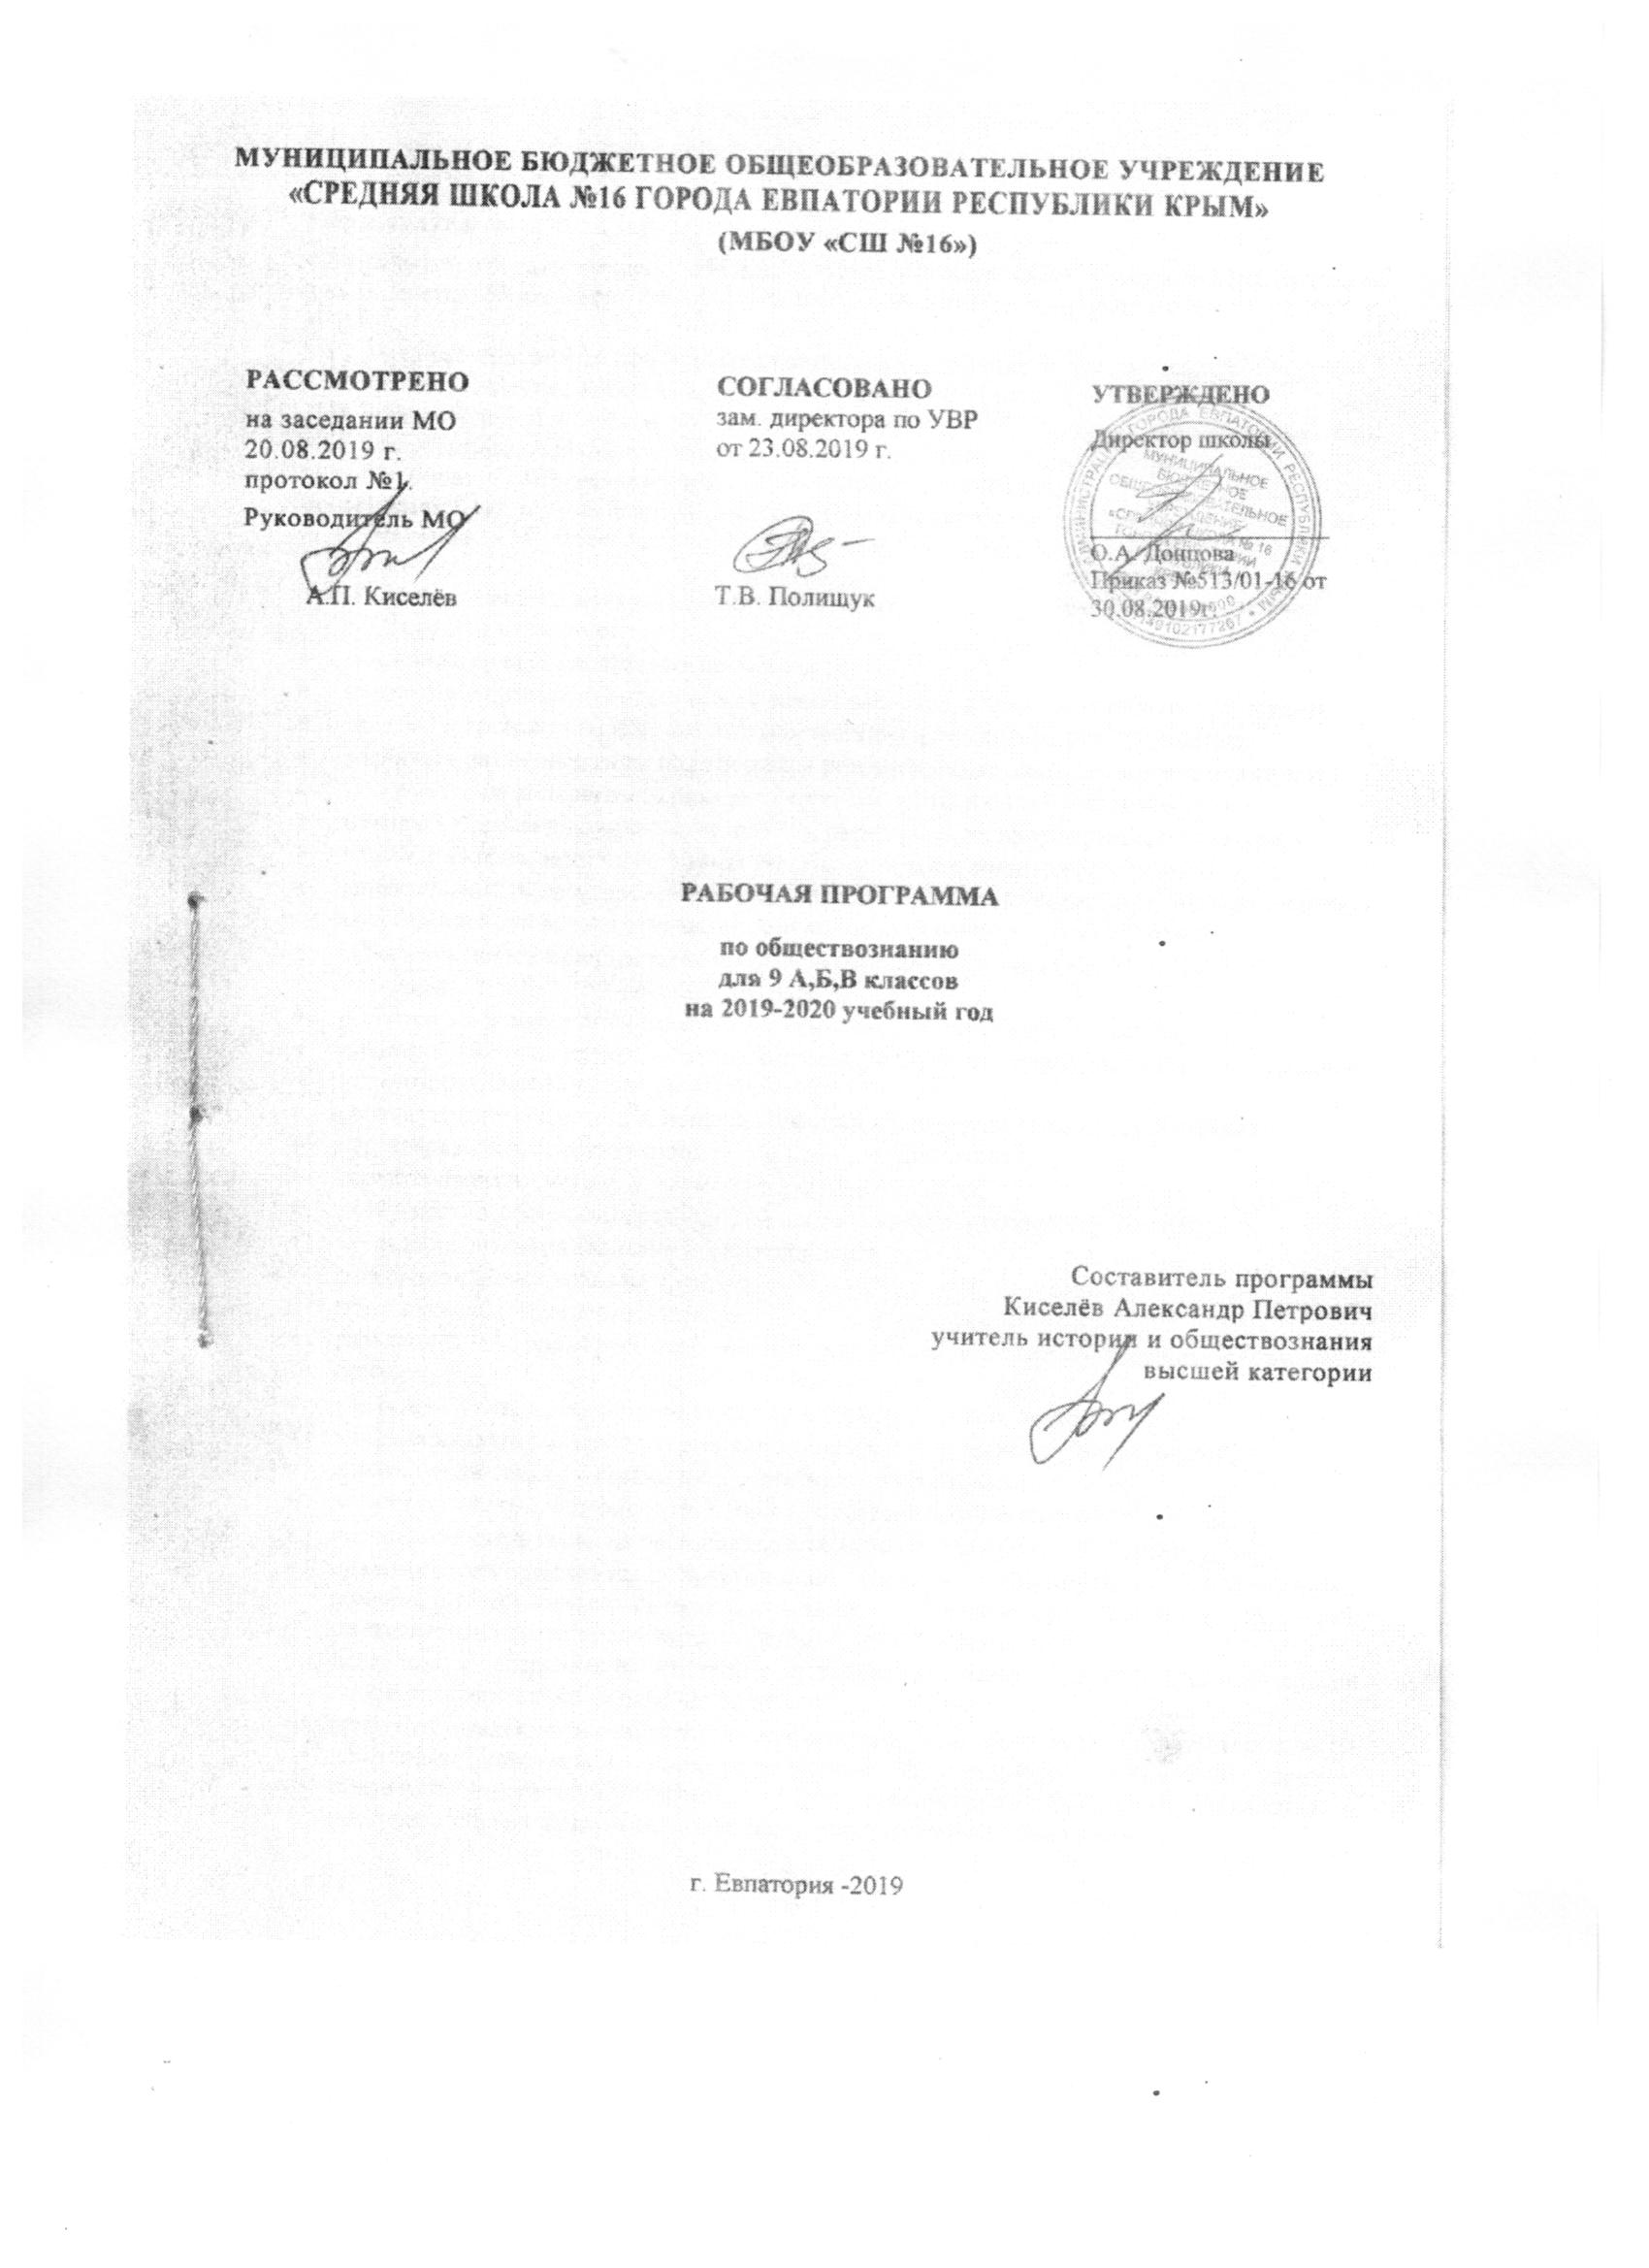 МУНИЦИПАЛЬНОЕ БЮДЖЕТНОЕ ОБЩЕОБРАЗОВАТЕЛЬНОЕ УЧРЕЖДЕНИЕ
«СРЕДНЯЯ ШКОЛА №16 ГОРОДА ЕВПАТОРИИ РЕСПУБЛИКИ КРЫМ»
(МБОУ «СШ №16»)
РАССМОТРЕНО
на заседании МО
20.08.2019 г.
протокол №1.
Руководитель МО
А.П. Киселёв
СОГЛАСОВАНО
зам. директора по УВР
от 23.08.2019 г.
Т.В. Полищук
УТВЕРЖДЕНО
Директор школы
О.А. Донцова
Приказ №513/01-16 от
30.08.2019г.
МУНИЦИПАЛЬНОЕ
БЮДЖЕТНОЕ
РАБОЧАЯ ПРОГРАММА
по обществознанию
для 9 А,Б,В классов
на 2019-2020 учебный год
Составитель программы
Киселёв Александр Петрович
учитель истории и обществознания
высшей категории
г. Евпатория -2019